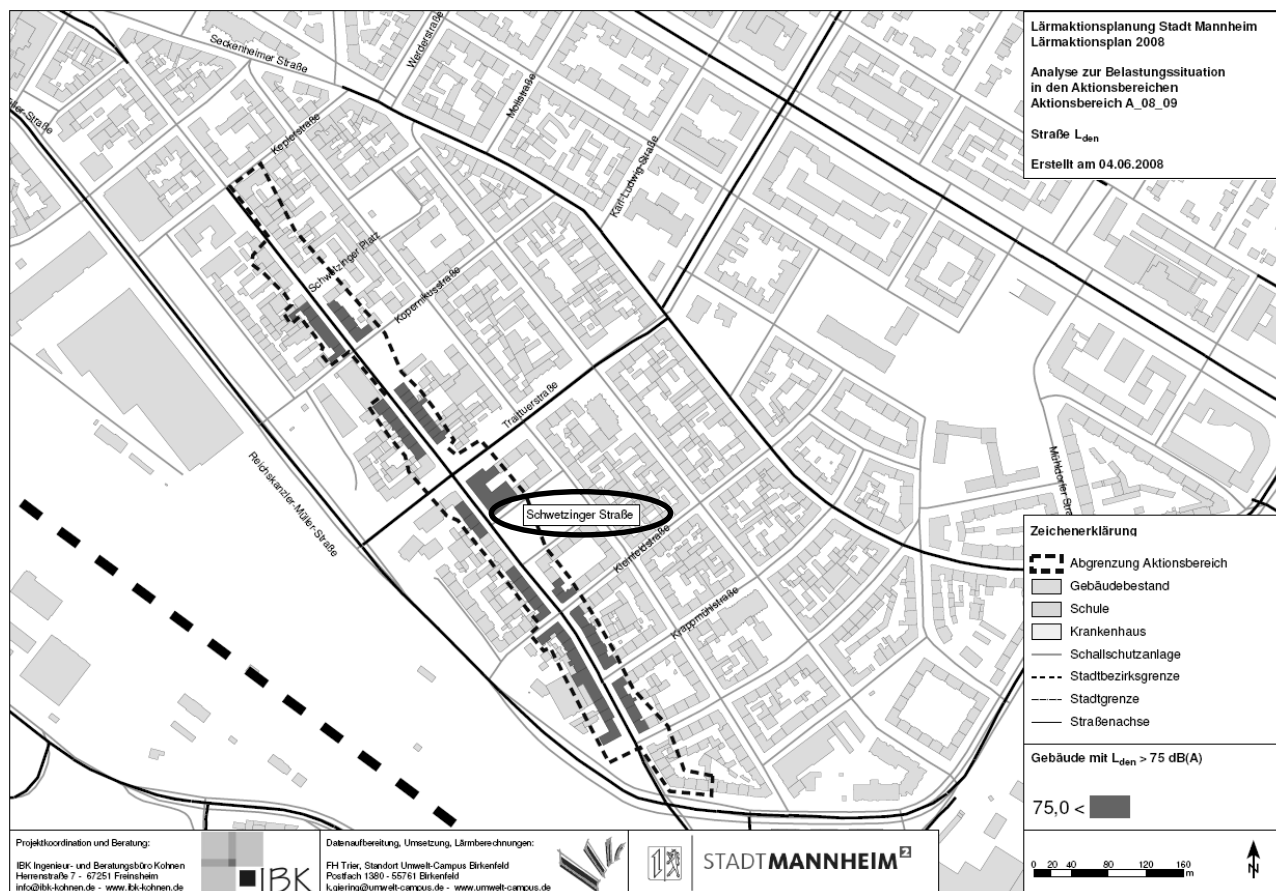 Lärmaktionsplanung Stadt Mannheim
Lärmaktionsplan 2008
Analyse zur Belastungssituation
in den Aktionsbereichen
Aktionsbereich A_08_09
Straße Lden
Erstellt am 04.06.2008
Seckenheimer Straße
Werderstraße
Mollstraße
Keplerstraße
Karl-Ludwig-Straße
Schwetzinger Platz
Kopernikusstraße
Traitteurstraße
Reichskanzler-Müller-Straße
Schwetzinger Straße
Kleinfeldstraße
Krappmühlstraße
Mühldorfer Stra
Zeichenerklärung
Abgrenzung Aktionsbereich
Gebäudebestand
Schule
Krankenhaus
Schallschutzanlage
Stadtbezirksgrenze
Stadtgrenze
Straßenachse
Gebäude mit Lden > 75 dB(A)
75,0 <
0 20 40 80 120 160
m
N
Projektkoordination und Beratung:
IBK Ingenieur- und Beratungsbüro Kohnen
Herrenstraße 7 - 67251 Freinsheim
info@ibk-kohnen.de - www.ibk-kohnen.de
IBK
Datenaufbereitung, Umsetzung, Lärmberechnungen:
FH Trier, Standort Umwelt-Campus Birkenfeld
Postfach 1380 - 55761 Birkenfeld
k.giering@umwelt-campus.de - www.umwelt-campus.de
STADTMANNHEIM2